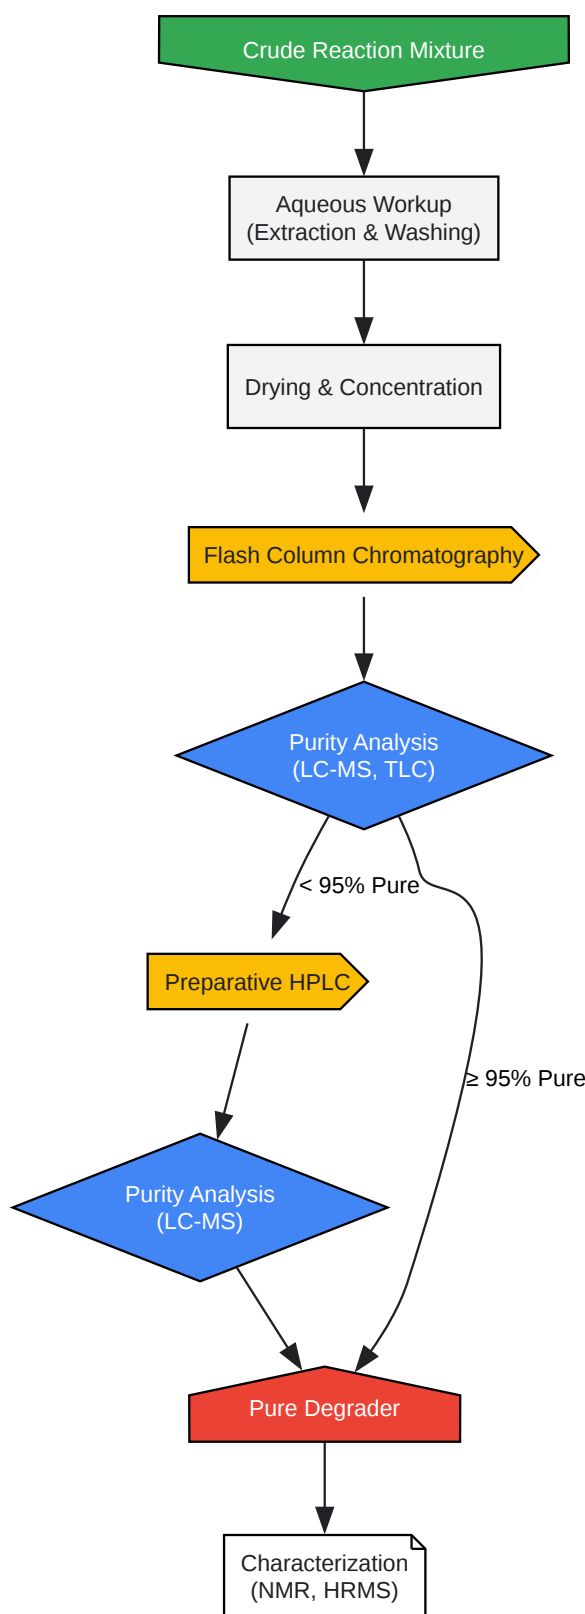 Crude Reaction Mixture
Aqueous Workup
(Extraction & Washing)
Drying & Concentration
Flash Column Chromatography
Purity Analysis
(LC-MS, TLC)
< 95% Pure
Preparative HPLC
≥ 95% Pure
Purity Analysis
(LC-MS)
Pure Degrader
Characterization
(NMR, HRMS)